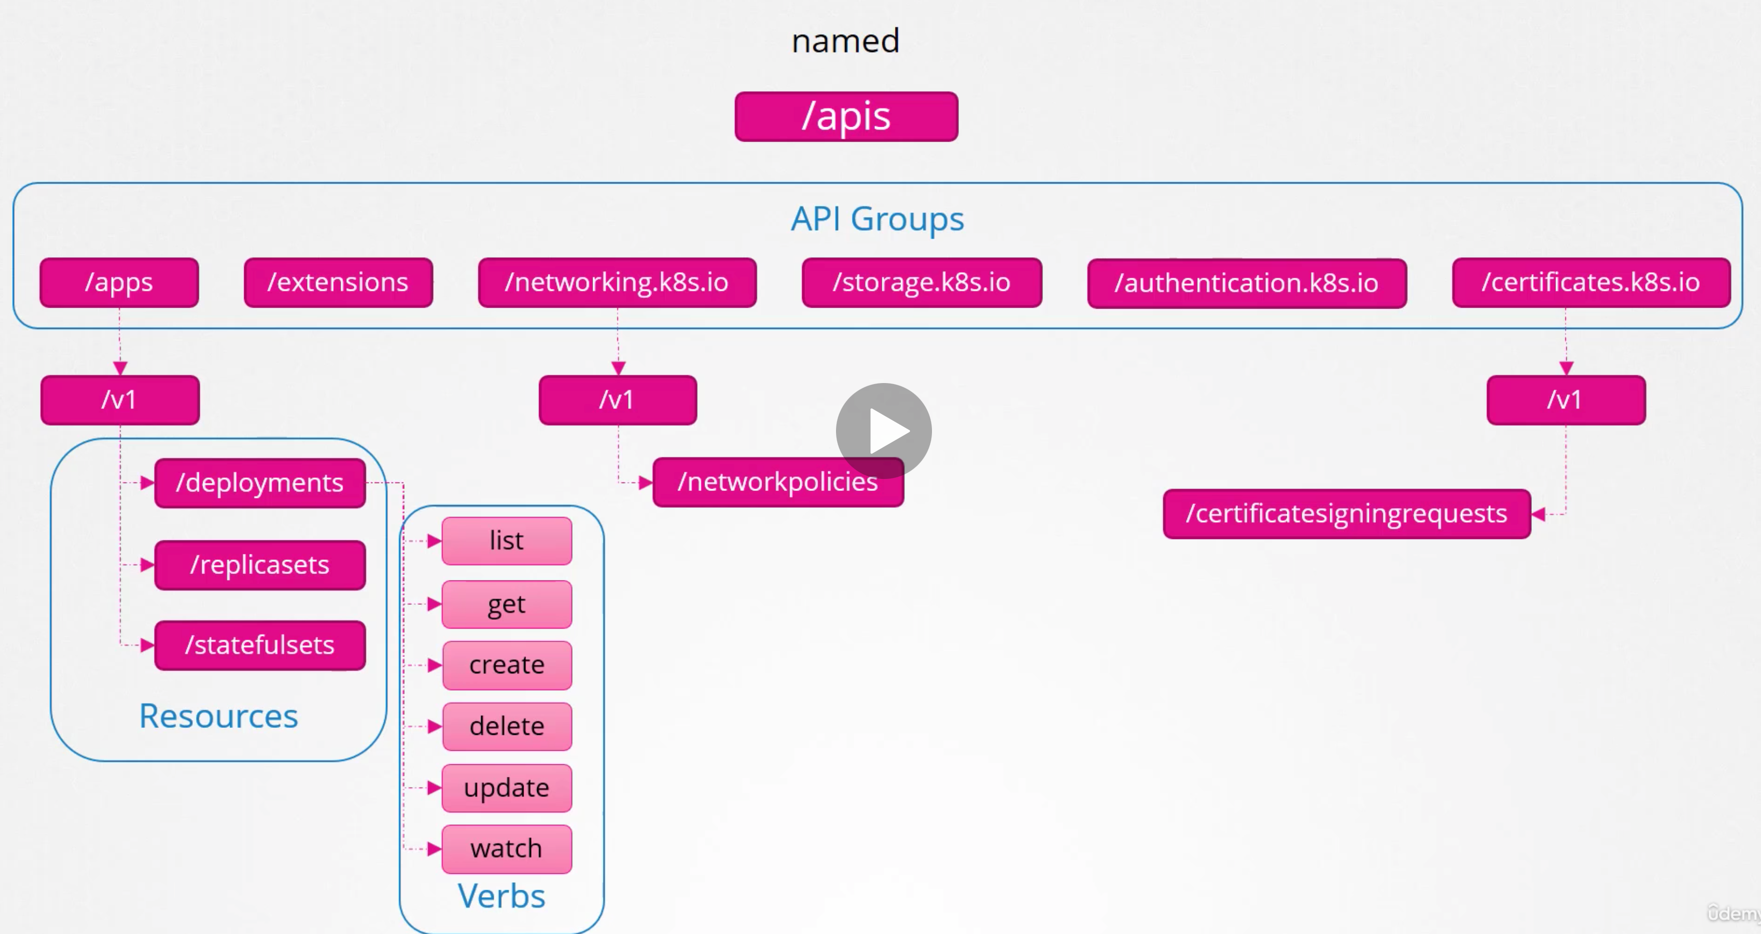 named
/apis
API Groups
/apps
/extensions
/networking.k8s.io
/storage.k8s.io
/authentication.k8s.io
/certificates.k8s.io
/v1
/v1
/v1
/deployments
/replicasets
/statefulsets
Resources
list
get
create
delete
update
watch
Verbs
/networkpolicies
/certificatesigningrequests
ûdemy